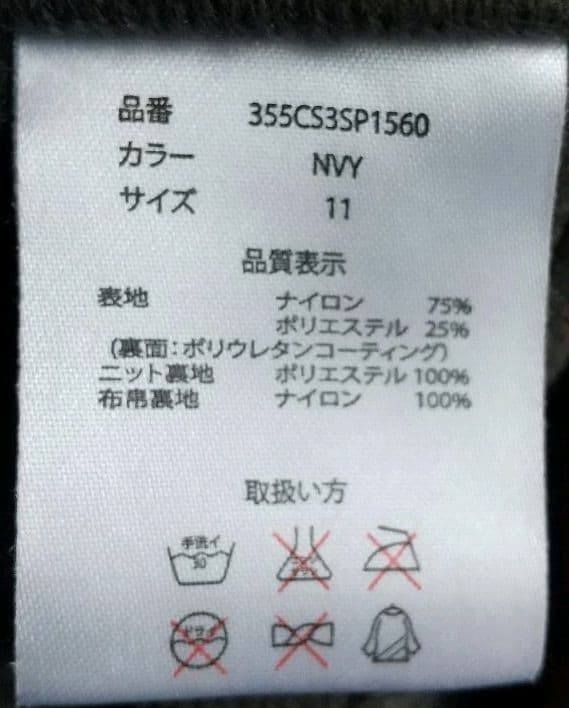 品番 355CS3SP1560
カラー NVY
サイズ 11
品質表示
表地 ナイロン 75%
ポリエステル 25%
(裏面:ポリウレタンコーティング)
ニット裏地 ポリエステル 100%
布帛裏地 ナイロン 100%
取扱い方
手洗イ
30